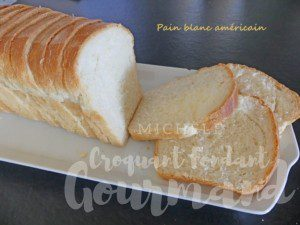 Pain blanc américain
MICHELLE
Croquant fondant
Gourmand